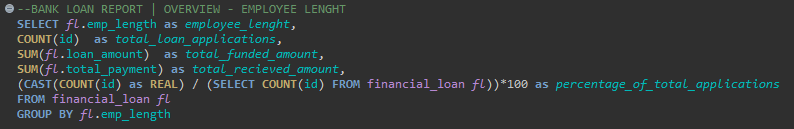 --BANK LOAN REPORT | OVERVIEW - EMPLOYEE LENGHT
SELECT fl.emp_length as employee_lenght,
COUNT(id)  as total_loan_applications,
SUM(fl.loan_amount)  as total_funded_amount,
SUM(fl.total_payment) as total_recieved_amount,
(CAST(COUNT(id) as REAL) / (SELECT COUNT(id) FROM financial_loan fl))*100 as percentage_of_total_applications
FROM financial_loan fl
GROUP BY fl.emp_length